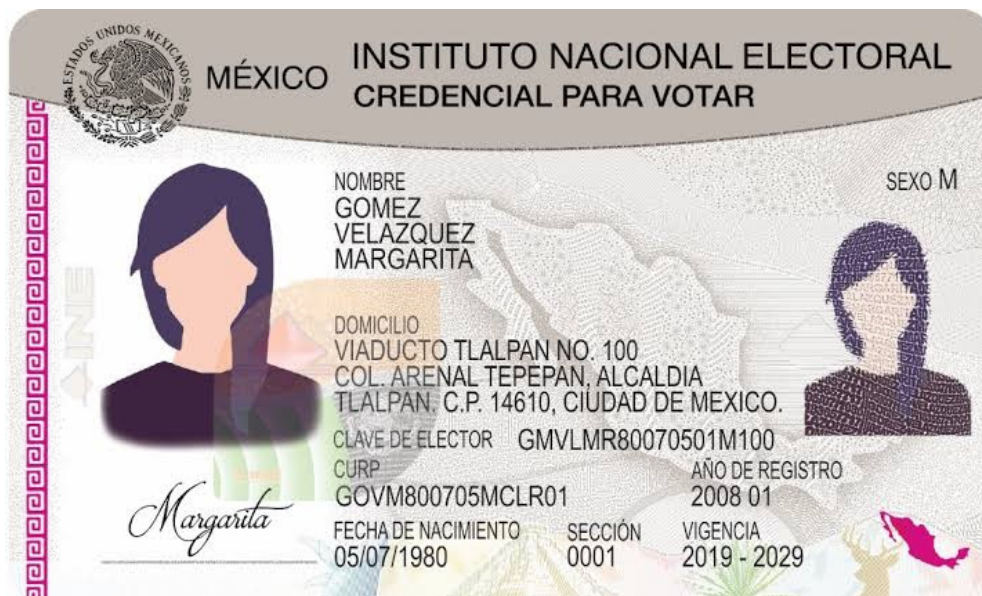 ESTADOS UNIDOS MEXICANOS
MÉXICO
INSTITUTO NACIONAL ELECTORAL
CREDENCIAL PARA VOTAR
INE
NOMBRE
GOMEZ
VELAZQUEZ
MARGARITA
SEXO M
DOMICILIO
VIADUCTO TLALPAN NO. 100
COL. ARENAL TEPEPAN, ALCALDIA
TLALPAN, C.P. 14610, CIUDAD DE MEXICO.
CLAVE DE ELECTOR GMVLMR80070501M100
CURP
GOVM800705MCLR01
AÑO DE REGISTRO
2008 01
FECHA DE NACIMIENTO
05/07/1980
SECCIÓN
0001
VIGENCIA
2019 - 2029
Margarita